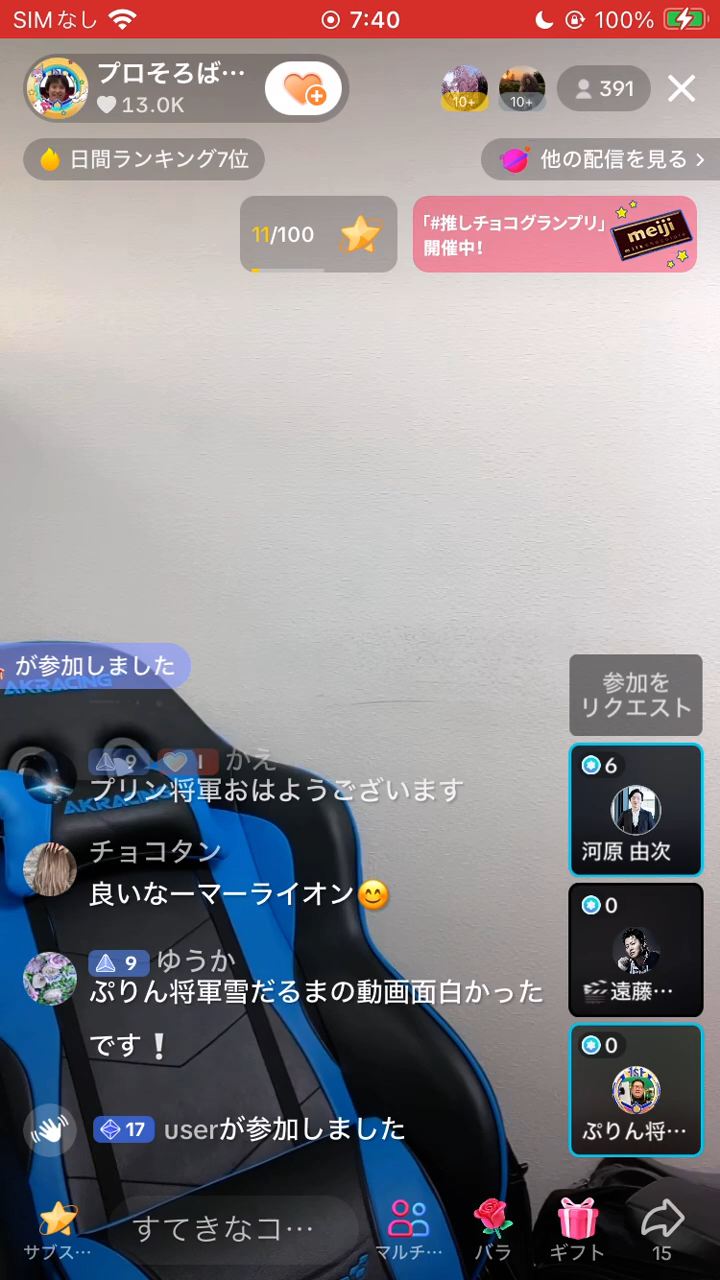 SIMなし
7:40
100%
プロそろば…
13.0K
10+
10+
391
日間ランキング7位
他の配信を見る
11/100
「#推しチョコグランプリ」
開催中!
meiji
milk chocolate
が参加しました
AKRACING
参加を
リクエスト
9 I かえ
プリン将軍おはようございます
AKRACING
6
河原 由次
チョコタン
良いなーマーライオン😊
0
遠藤…
9 ゆうか
ぷりん将軍雪だるまの動画面白かった
です❗
0
1ST
ぷりん将…
17 userが参加しました
サブス…
すてきなコ…
マルチ…
バラ
ギフト
15